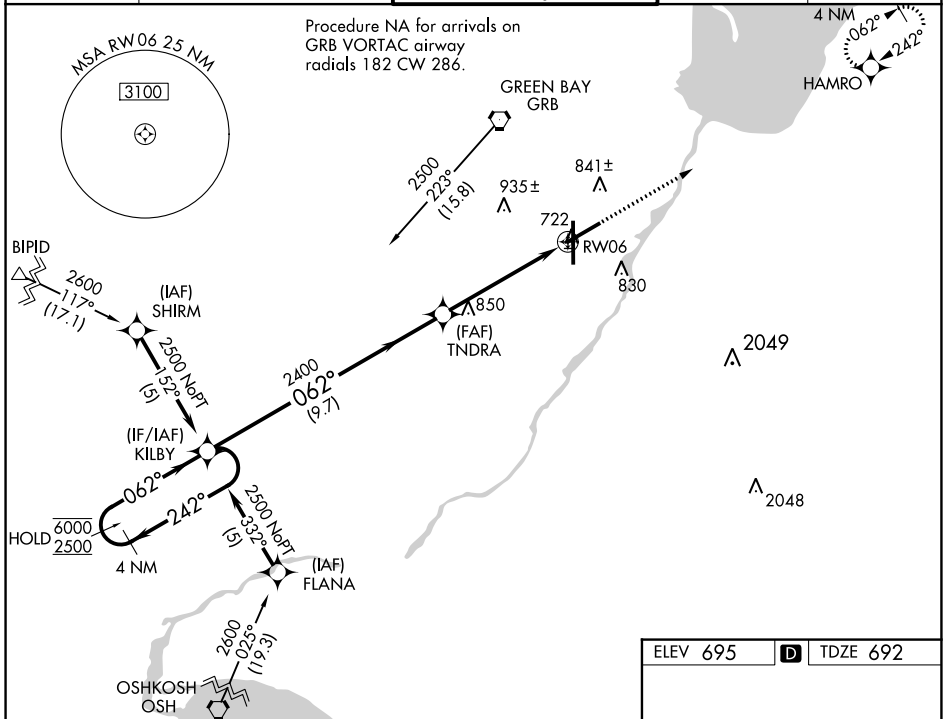 Procedure NA for arrivals on
GRB VORTAC airway
radials 182 CW 286.
MSA RW06 25 NM
3100
4 NM
062°
242°
HAMRO
GREEN BAY
GRB
2500
223°
(15.8)
935±
841±
722
RW06
830
BIPID
2600
117°
(17.1)
(IAF)
SHIRM
2500 NoPT
152°
(5)
850
(FAF)
TNDRA
2400
062°
(9.7)
2049
(IF/IAF)
KILBY
062°
242°
HOLD 6000
2500
4 NM
2500 NoPT
332°
(5)
(IAF)
FLANA
2048
2600
025°
(19.3)
OSHKOSH
OSH
ELEV 695 D TDZE 692